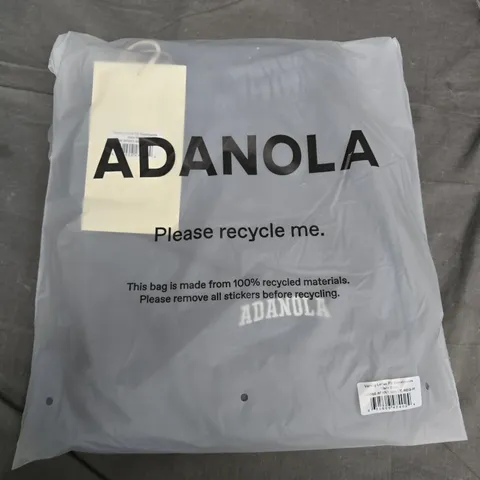 ADANOLA
Please recycle me.
This bag is made from 100% recycled materials.
Please remove all stickers before recycling.
ADANOLA